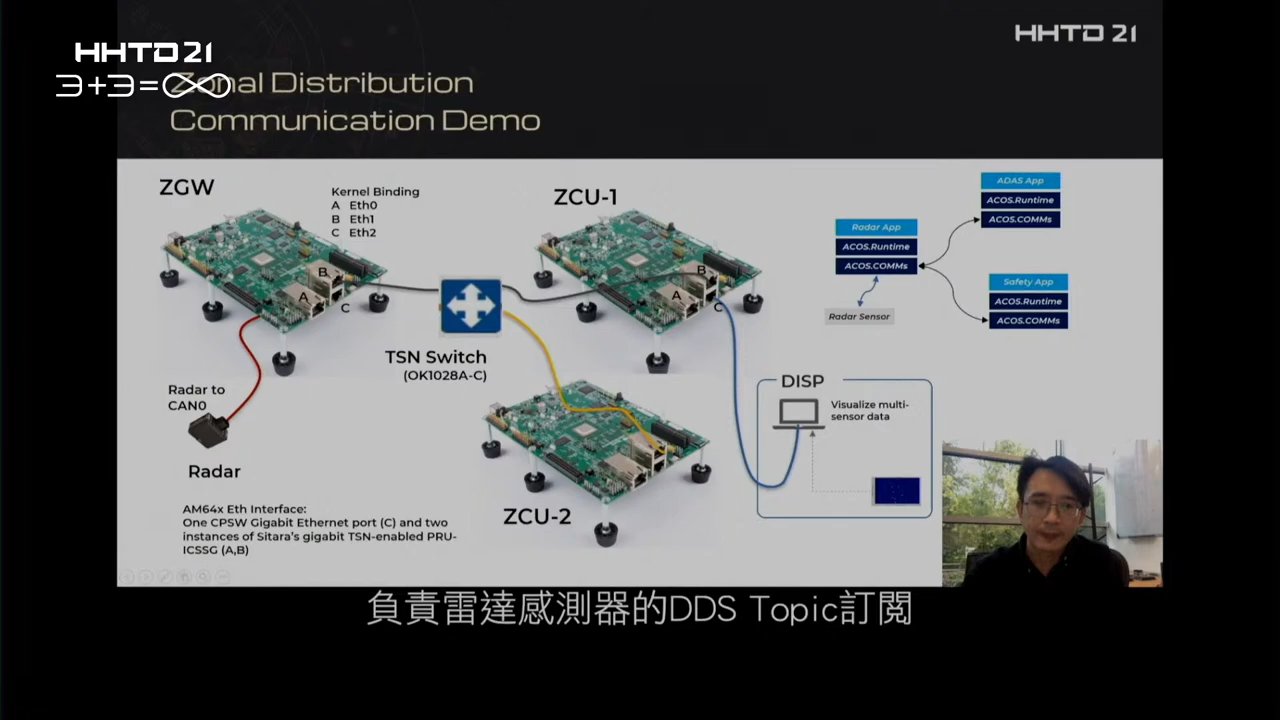 HHTD 21
3+3=∞
HHTD 21
Zonal Distribution
Communication Demo
ZGW
Kernel Binding
A Eth0
B Eth1
C Eth2
B
A
C
Radar to
CAN0
Radar
AM64x Eth Interface:
One CPSW Gigabit Ethernet port (C) and two
instances of Sitara's gigabit TSN-enabled PRU-
ICSSG (A,B)
TSN Switch
(OK1028A-C)
ZCU-1
B
A
C
ZCU-2
DISP
Visualize multi-
sensor data
Radar App
ACOS.Runtime
ACOS.COMMs
Radar Sensor
ADAS App
ACOS.Runtime
ACOS.COMMs
Safety App
ACOS.Runtime
ACOS.COMMs
負責雷達感測器的DDS Topic訂閱